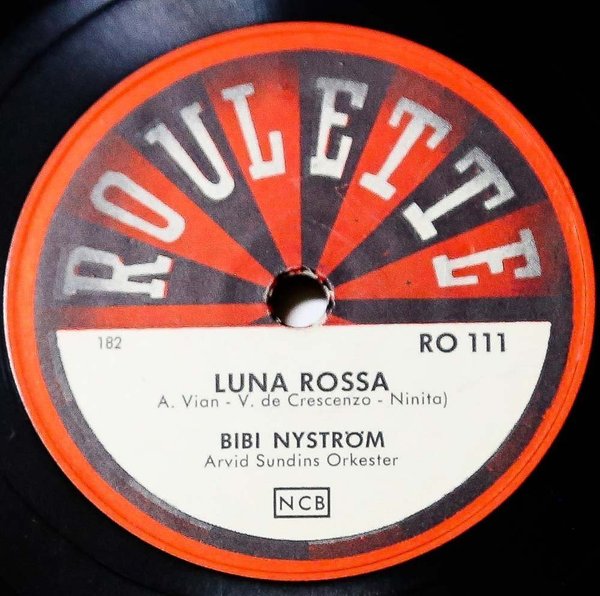 ROULETTE
182
RO 111
LUNA ROSSA
A. Vian - V. de Crescenzo - Ninita)
BIBI NYSTRÖM
Arvid Sundins Orkester
NCB